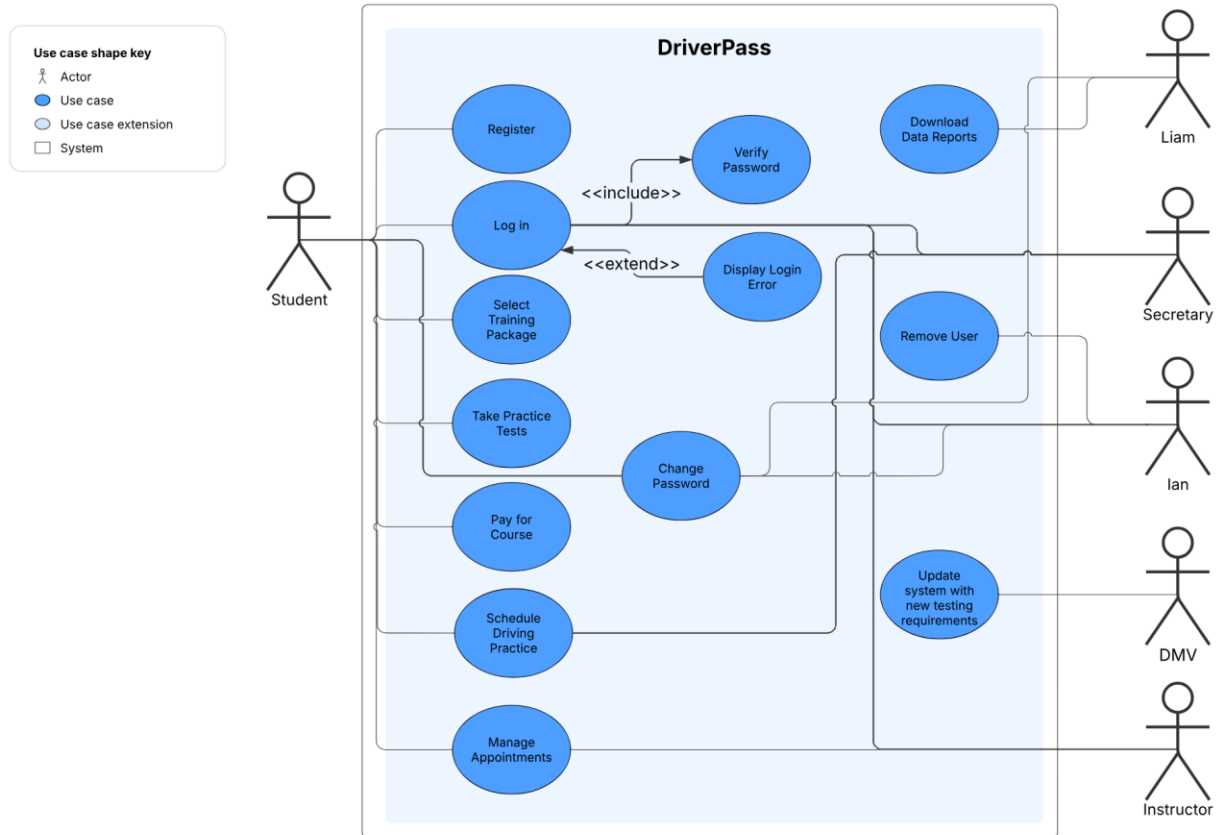 Use case shape key
Actor
Use case
Use case extension
System
DriverPass
Register
Verify
Password
Download
Data Reports
Liam
<<include>>
Log in
<<extend>>
Display Login
Error
Student
Select
Training
Package
Secretary
Remove User
Take Practice
Tests
Change
Password
Ian
Pay for
Course
Update
system with
new testing
requirements
Schedule
Driving
Practice
DMV
Manage
Appointments
Instructor